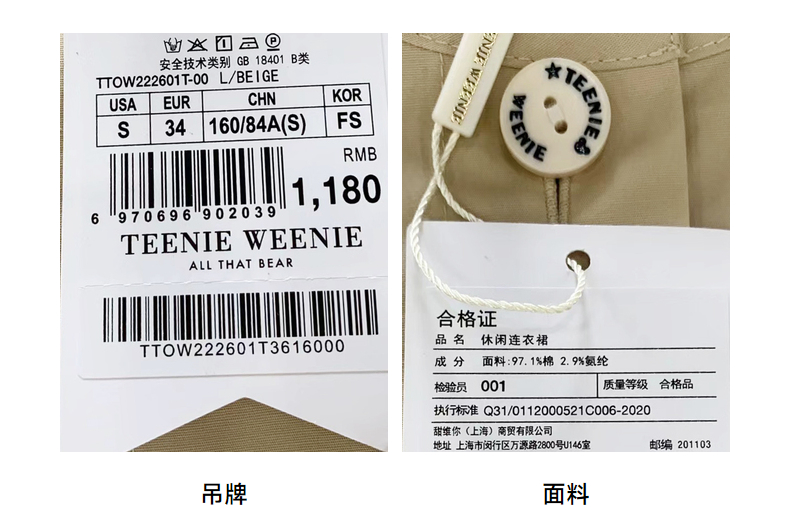 安全技术类别 GB 18401 B类
TTOW222601T-00 L/BEIGE
USA EUR CHN KOR
S 34 160/84A(S) FS
RMB
1,180
6 970696 902039
TEENIE WEENIE
ALL THAT BEAR
TTOW222601T3616000
吊牌
TEENIE WEENIE
TEENIE WEENIE
合格证
品名 休闲连衣裙
成分 面料:97.1%棉 2.9%氨纶
检验员 001 质量等级 合格品
执行标准 Q31/0112000521C006-2020
甜维你（上海）商贸有限公司
地址 上海市闵行区万源路2800号U146室 邮编 201103
面料